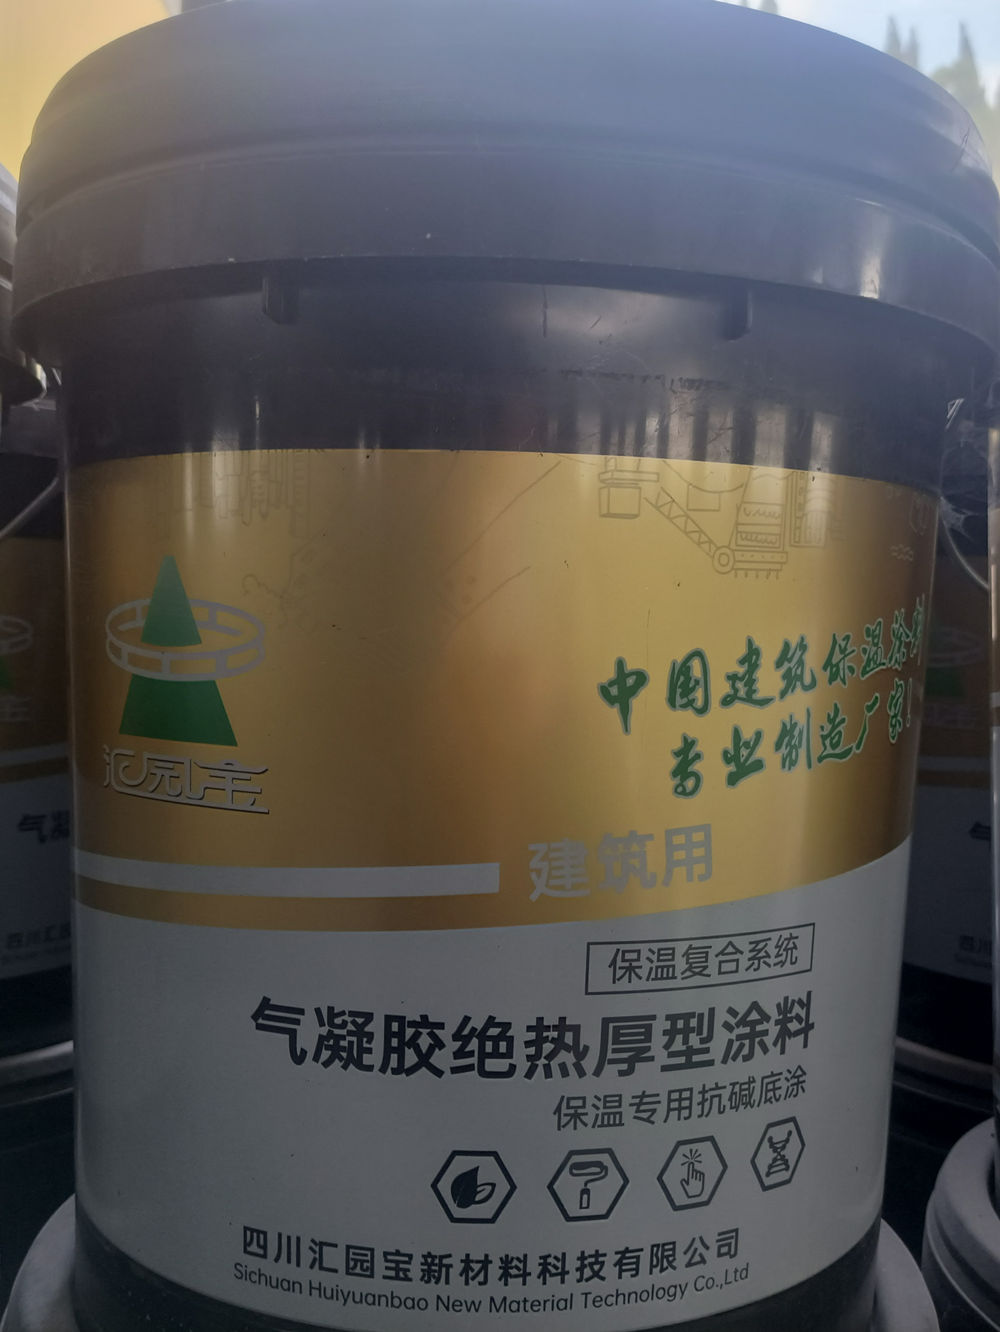 汇园宝
中国建筑保温涂料
专业制造厂家!
建筑用
保温复合系统
气凝胶绝热厚型涂料
保温专用抗碱底涂
四川汇园宝新材料科技有限公司
Sichuan Huiyuanbao New Material Technology Co.,Ltd